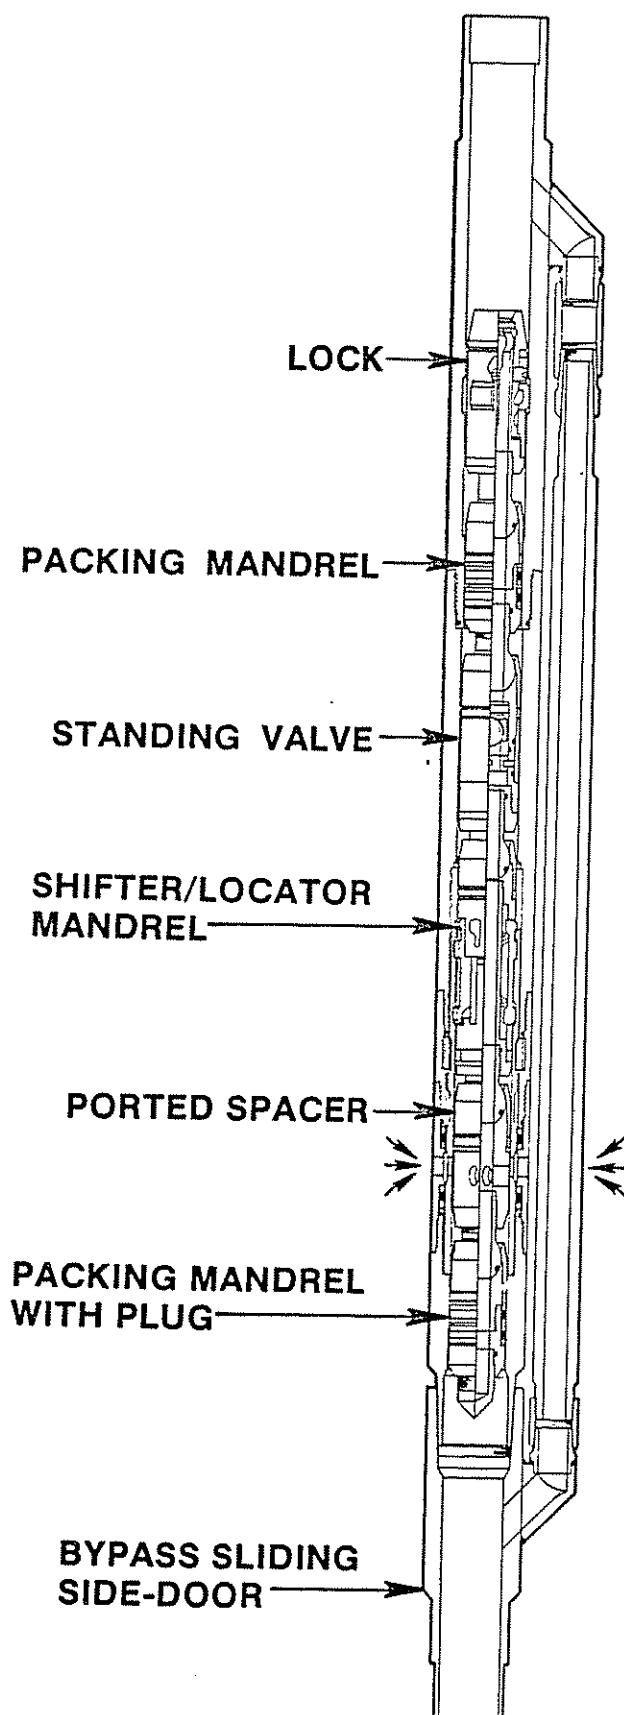 LOCK
PACKING MANDREL
STANDING VALVE
SHIFTER/LOCATOR
MANDREL
PORTED SPACER
PACKING MANDREL
WITH PLUG
BYPASS SLIDING
SIDE-DOOR